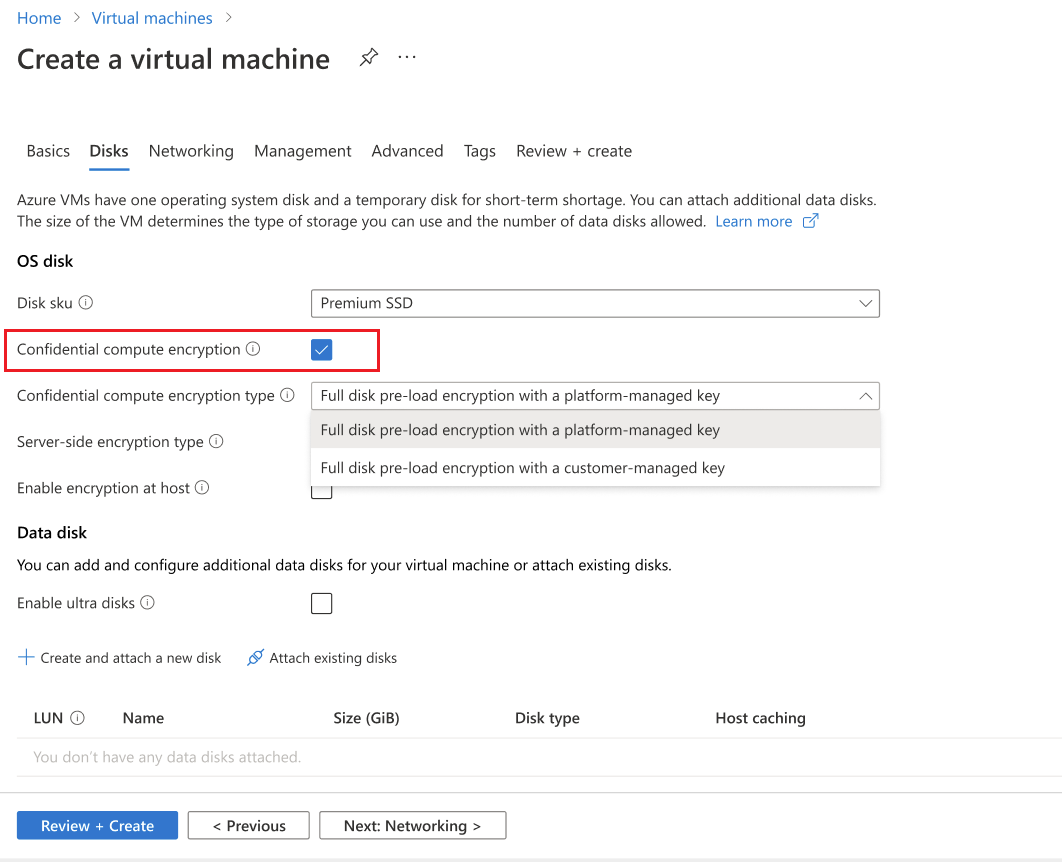 Home > Virtual machines >
Create a virtual machine ...
Basics Disks Networking Management Advanced Tags Review + create
Azure VMs have one operating system disk and a temporary disk for short-term shortage. You can attach additional data disks.
The size of the VM determines the type of storage you can use and the number of data disks allowed. Learn more
OS disk
Disk sku Premium SSD
Confidential compute encryption
Confidential compute encryption type Full disk pre-load encryption with a platform-managed key
Full disk pre-load encryption with a platform-managed key
Server-side encryption type
Full disk pre-load encryption with a customer-managed key
Enable encryption at host
Data disk
You can add and configure additional data disks for your virtual machine or attach existing disks.
Enable ultra disks
Create and attach a new disk Attach existing disks
LUN Name Size (GiB) Disk type Host caching
You don't have any data disks attached.
Review + Create < Previous Next: Networking >